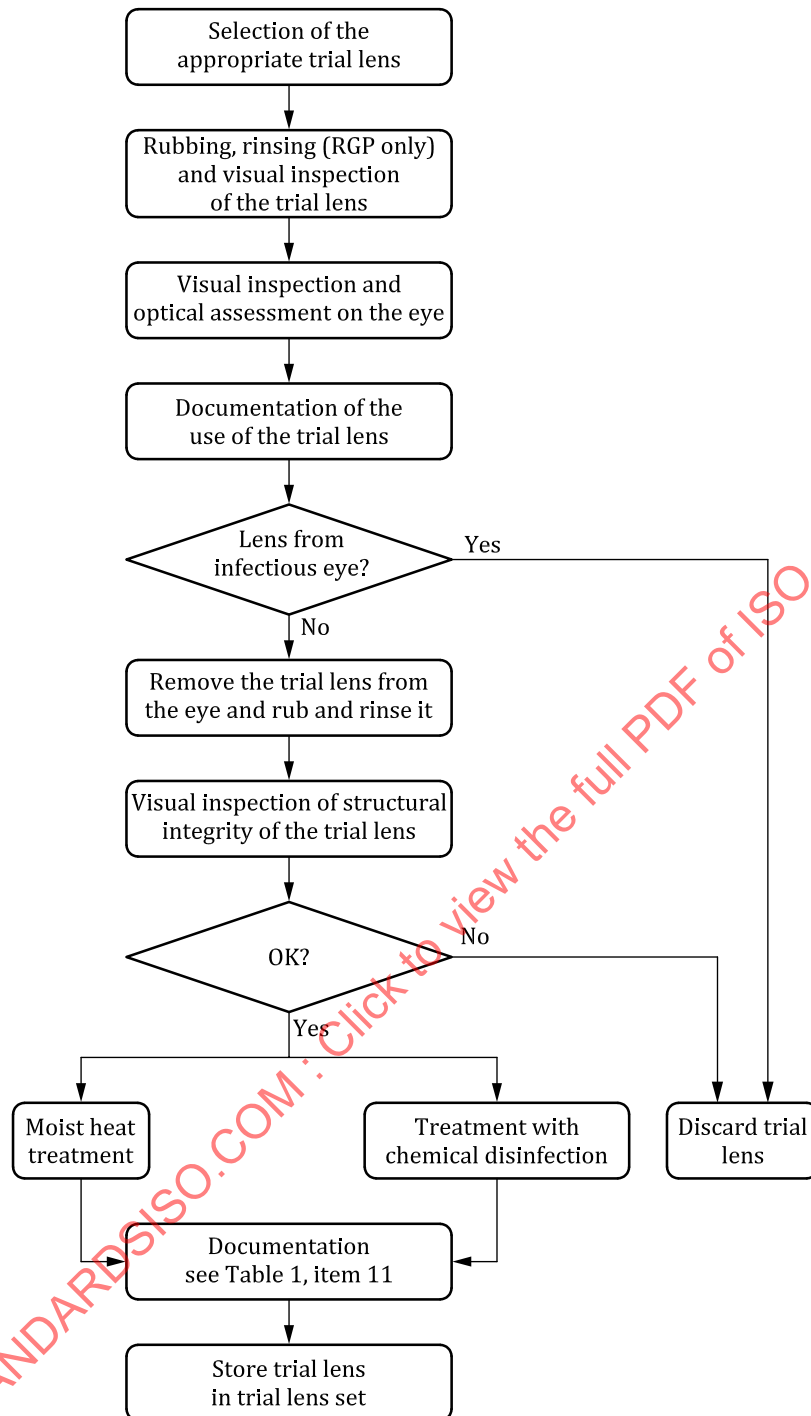 Selection of the
appropriate trial lens
Rubbing, rinsing (RGP only)
and visual inspection
of the trial lens
Visual inspection and
optical assessment on the eye
Documentation of the
use of the trial lens
Lens from
infectious eye?
Yes
No
Remove the trial lens from
the eye and rub and rinse it
Visual inspection of structural
integrity of the trial lens
OK?
No
Yes
Moist heat
treatment
Treatment with
chemical disinfection
Discard trial
lens
Documentation
see Table 1, item 11
Store trial lens
in trial lens set
ANDARDSISO.COM : Click to view the full PDF of ISO